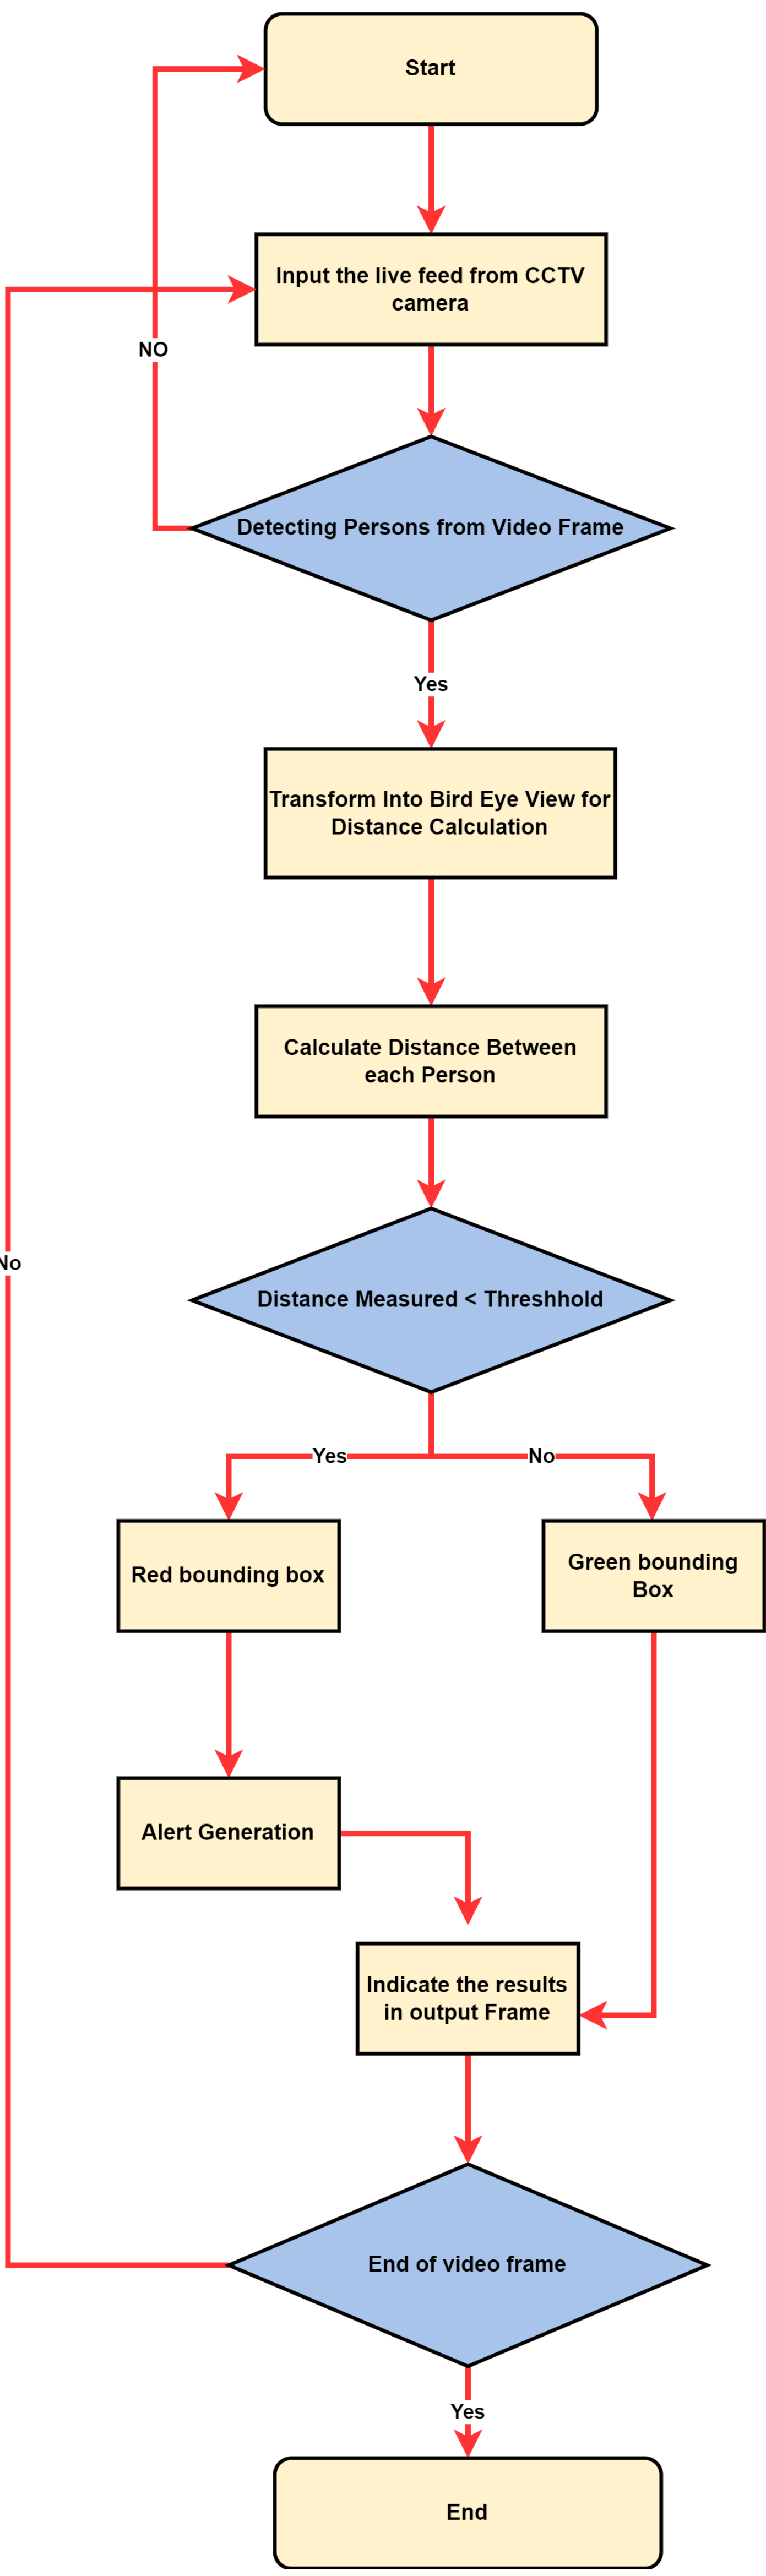 Start
Input the live feed from CCTV
camera
NO
Detecting Persons from Video Frame
Yes
Transform Into Bird Eye View for
Distance Calculation
Calculate Distance Between
each Person
No
Distance Measured < Threshhold
Yes
No
Red bounding box
Green bounding
Box
Alert Generation
Indicate the results
in output Frame
End of video frame
Yes
End